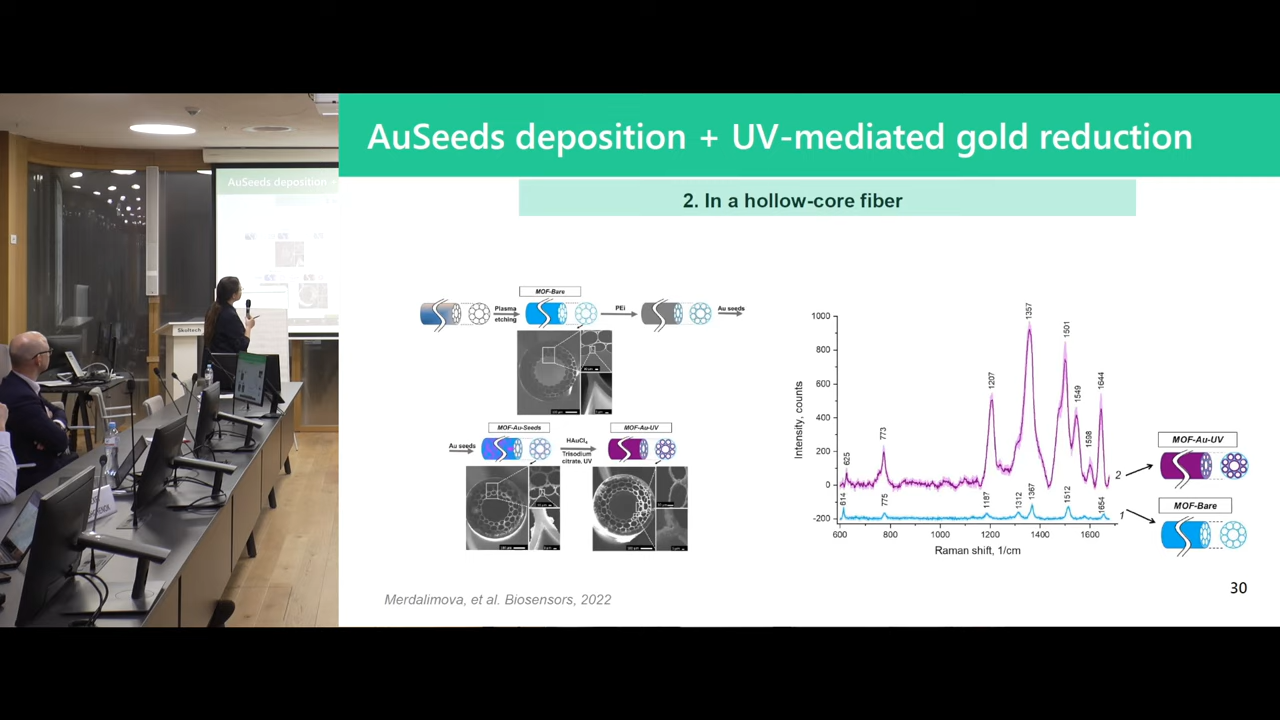 AuSeeds deposition + UV-mediated gold reduction
2. In a hollow-core fiber
AuSeeds deposition +
Skoltech
MOF-Bare
Plasma
etching
PEi
Au seeds
MOF-Au-Seeds
MOF-Au-UV
Au seeds
HAuCl₄
Trisodium
citrate, UV
Intensity, counts
1000
800
600
400
200
0
-200
600
800
1000
1200
1400
1600
Raman shift, 1/cm
625
773
1207
1357
1501
1549
1598
1644
614
775
1187
1312
1367
1512
1654
2
1
MOF-Au-UV
MOF-Bare
Merdalimova, et al. Biosensors, 2022
30